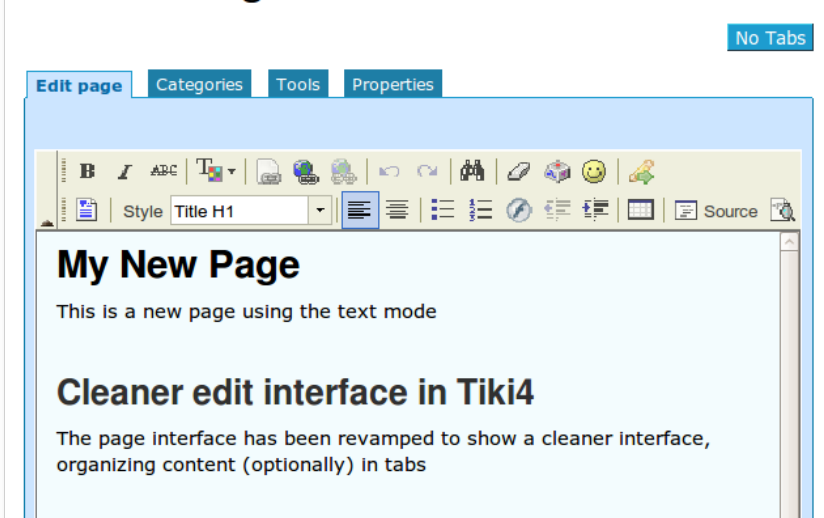 No Tabs
Edit page Categories Tools Properties
B I ABC T
Style Title H1 Source
My New Page
This is a new page using the text mode
Cleaner edit interface in Tiki4
The page interface has been revamped to show a cleaner interface,
organizing content (optionally) in tabs